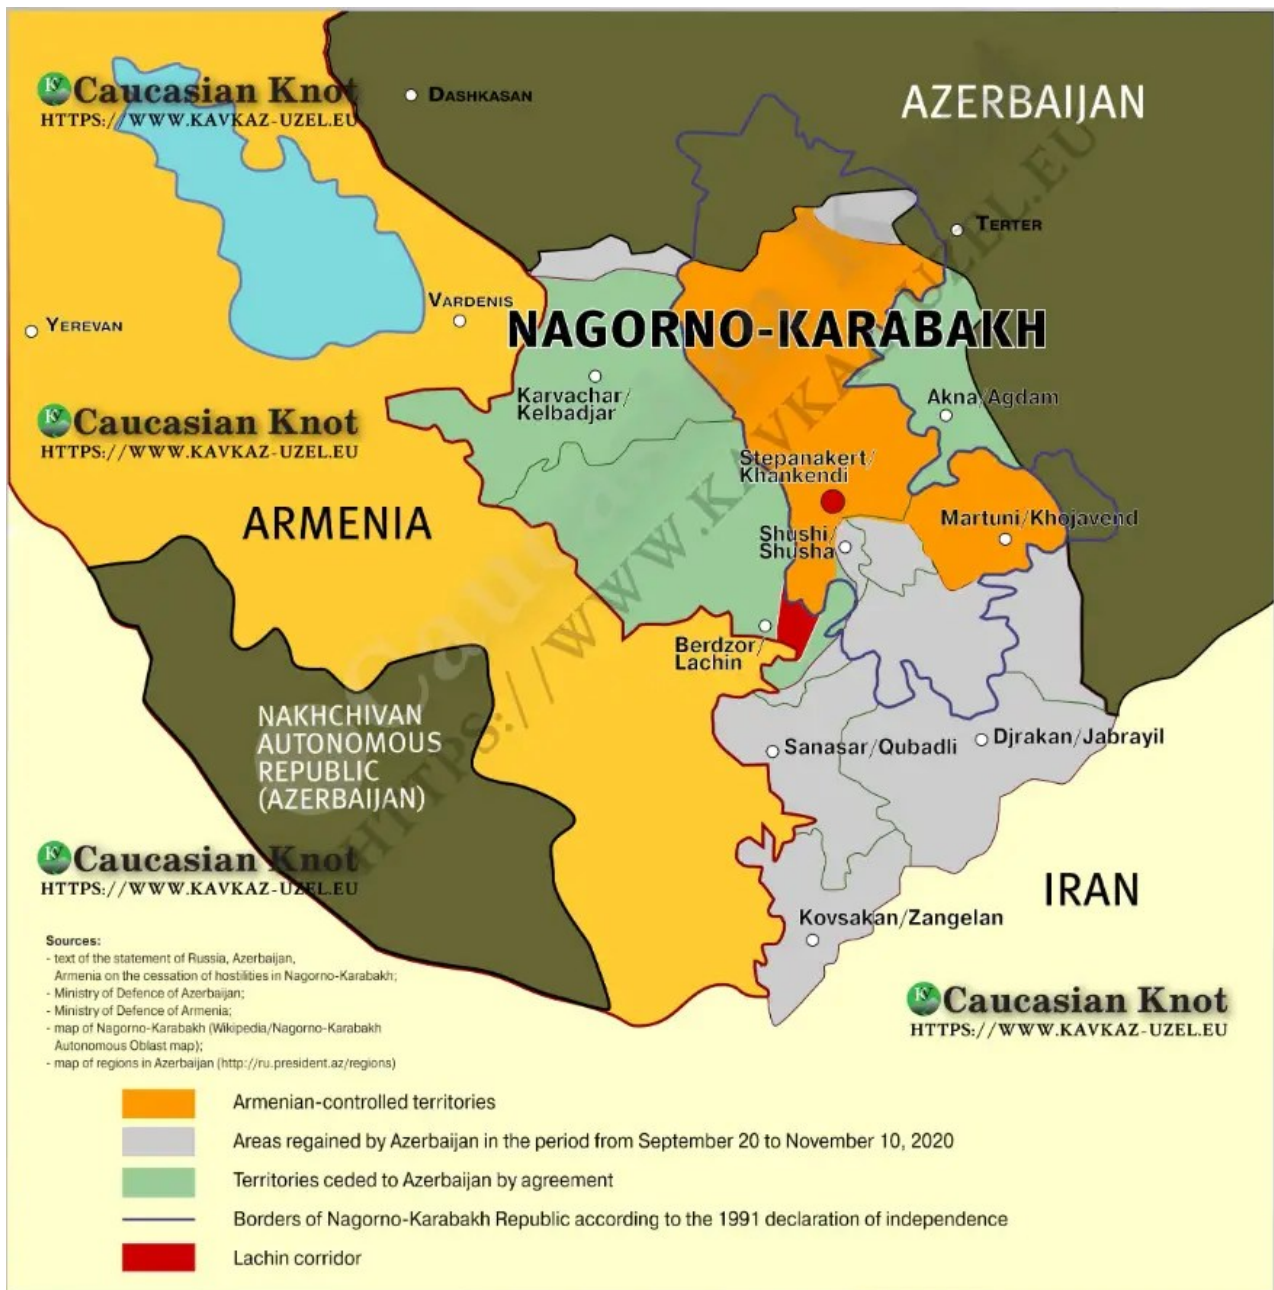 Caucasian Knot
HTTPS://WWW.KAVKAZ-UZEL.EU
DASHKASAN
AZERBAIJAN
TERTER
VARDENIS
YEREVAN
NAGORNO-KARABAKH
Karvachar/
Kelbadjar
Akna/Agdam
Caucasian Knot
HTTPS://WWW.KAVKAZ-UZEL.EU
Stepanakert/
Khankendi
ARMENIA
Martuni/Khojavend
Shushi/
Shusha
Berdzor/
Lachin
NAKHCHIVAN
AUTONOMOUS
REPUBLIC
(AZERBAIJAN)
Sanasar/Qubadli
Djrakan/Jabrayil
Caucasian Knot
HTTPS://WWW.KAVKAZ-UZEL.EU
IRAN
Kovsakan/Zangelan
Caucasian Knot
HTTPS://WWW.KAVKAZ-UZEL.EU
Caucasian Knot
HTTPS://WWW.KAVKAZ-UZEL.EU
Sources:
- text of the statement of Russia, Azerbaijan,
Armenia on the cessation of hostilities in Nagorno-Karabakh;
- Ministry of Defence of Azerbaijan;
- Ministry of Defence of Armenia;
- map of Nagorno-Karabakh (Wikipedia/Nagorno-Karabakh
Autonomous Oblast map);
- map of regions in Azerbaijan (http://ru.president.az/regions)
Armenian-controlled territories
Areas regained by Azerbaijan in the period from September 20 to November 10, 2020
Territories ceded to Azerbaijan by agreement
Borders of Nagorno-Karabakh Republic according to the 1991 declaration of independence
Lachin corridor